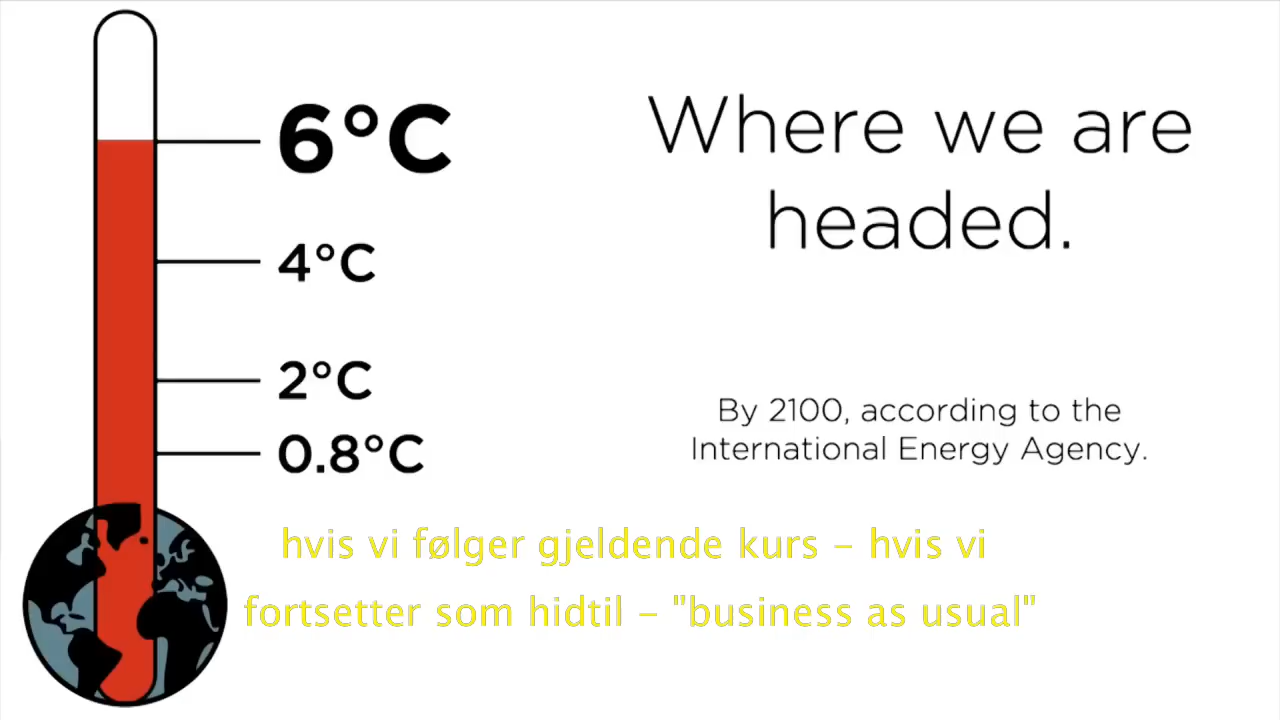 6°C
4°C
2°C
0.8°C
Where we are
headed.
By 2100, according to the
International Energy Agency.
hvis vi følger gjeldende kurs – hvis vi
fortsetter som hidtil – "business as usual"